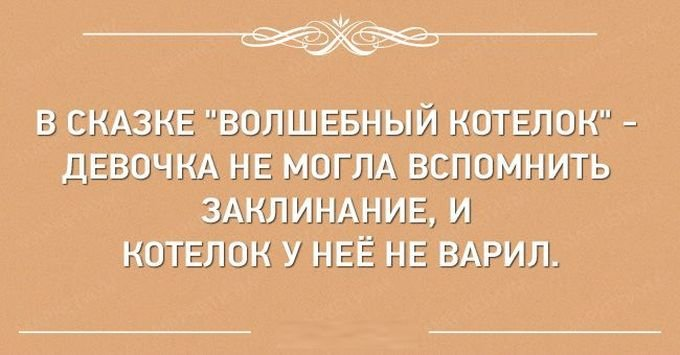 В СКАЗКЕ "ВОЛШЕБНЫЙ КОТЕЛОК" -
ДЕВОЧКА НЕ МОГЛА ВСПОМНИТЬ
ЗАКЛИНАНИЕ, И
КОТЕЛОК У НЕЁ НЕ ВАРИЛ.